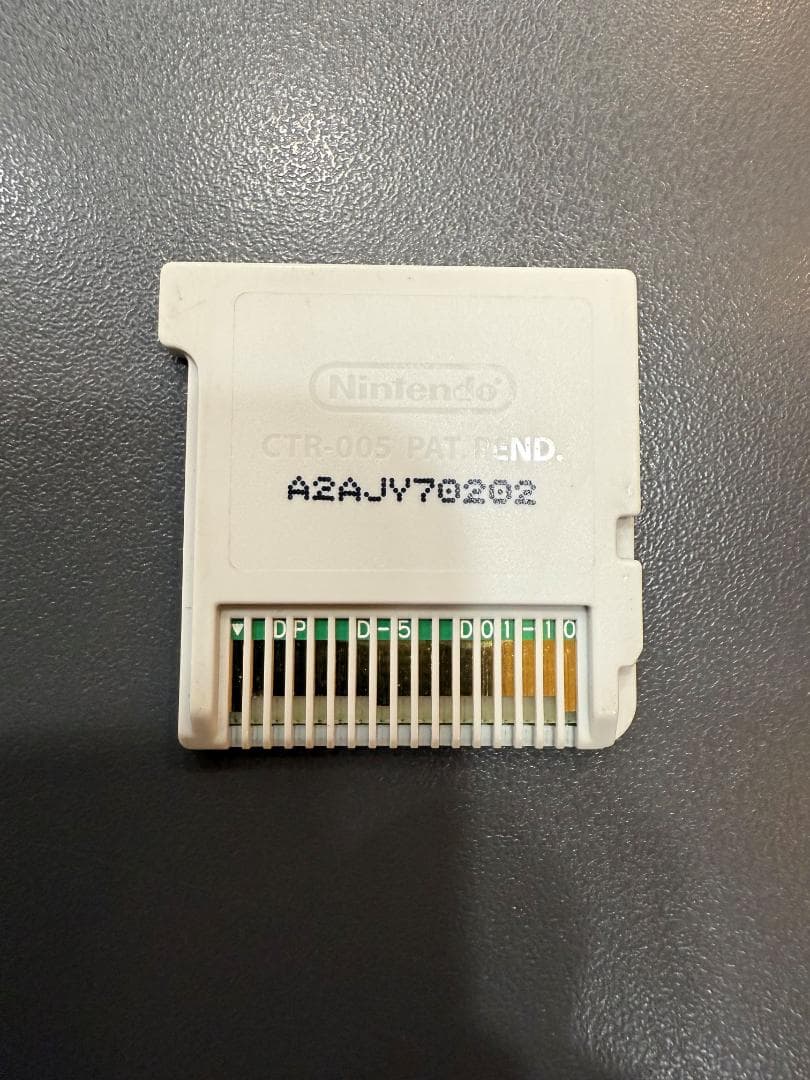 Nintendo®
CTR-005 PAT. PEND.
A2AJY70202
▼ DP D-5 D01-10